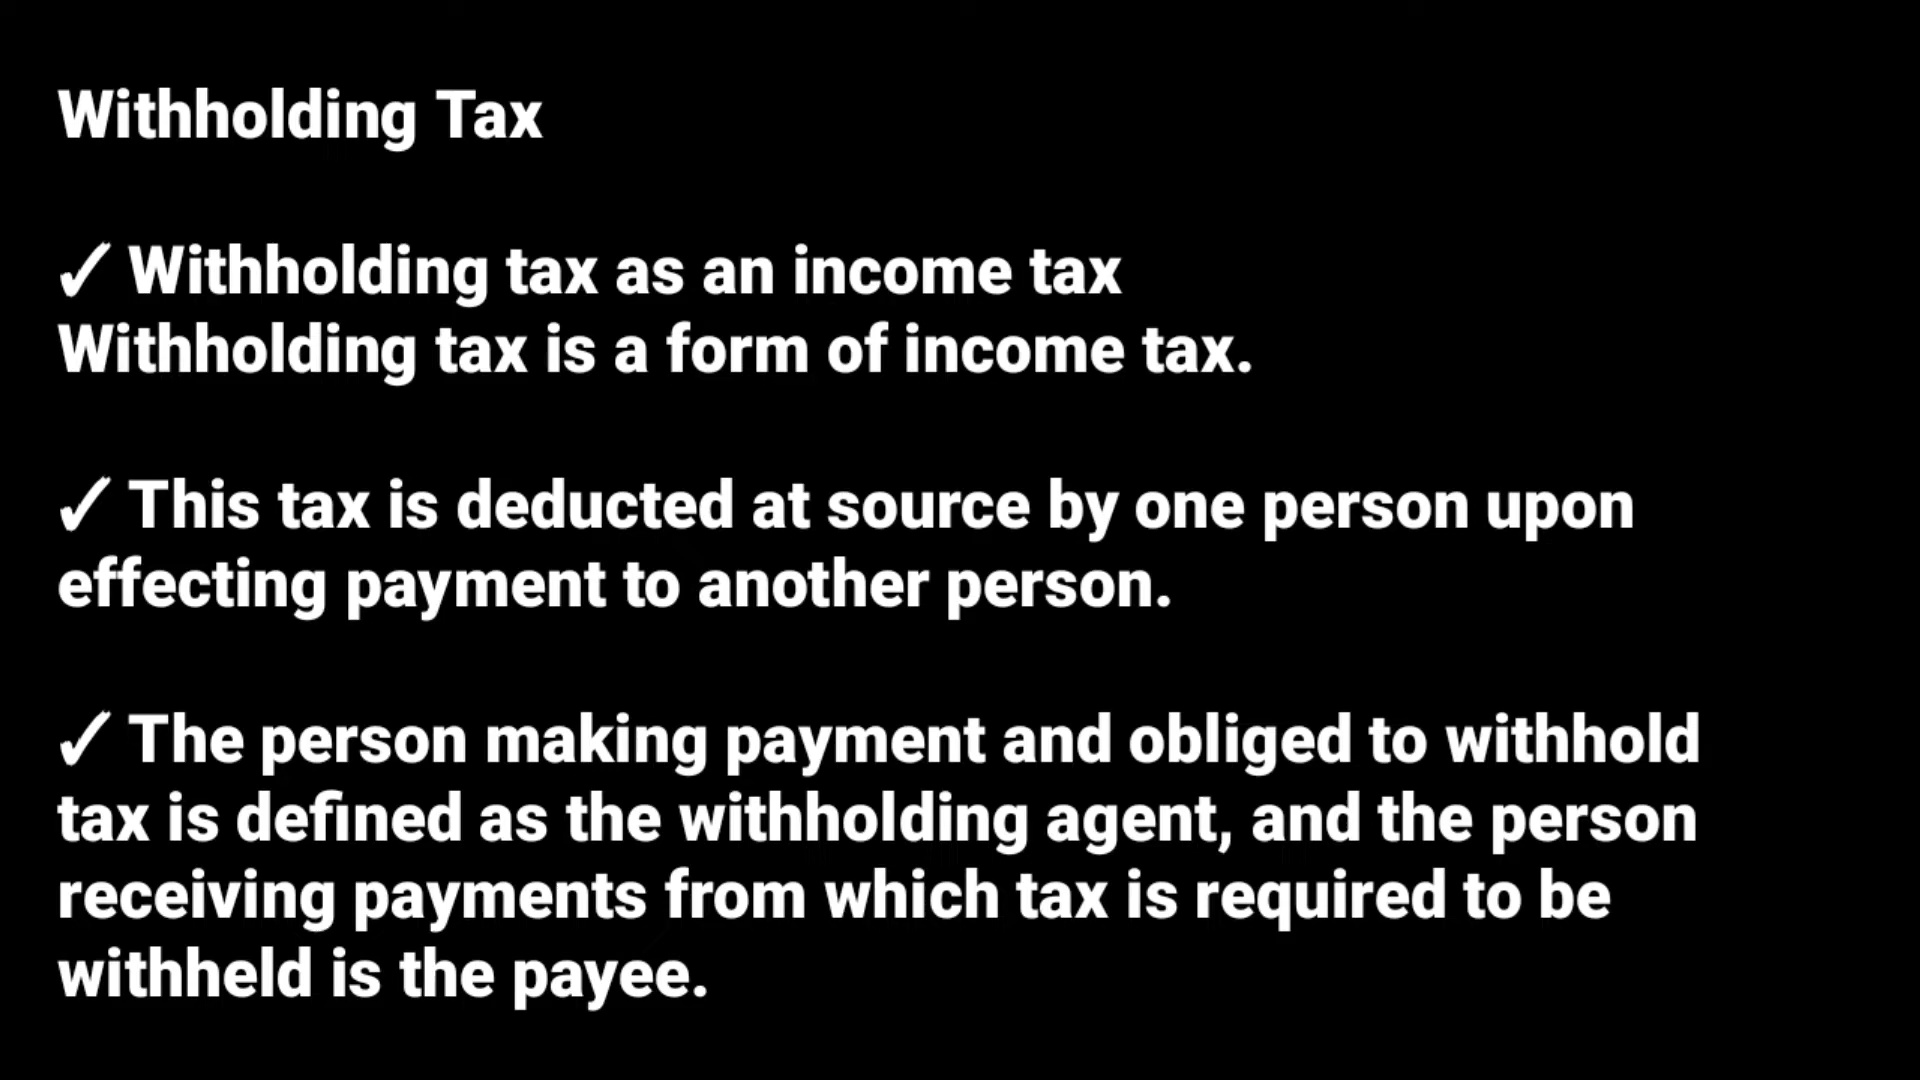 Withholding Tax
✓ Withholding tax as an income tax
Withholding tax is a form of income tax.
✓ This tax is deducted at source by one person upon
effecting payment to another person.
✓ The person making payment and obliged to withhold
tax is defined as the withholding agent, and the person
receiving payments from which tax is required to be
withheld is the payee.